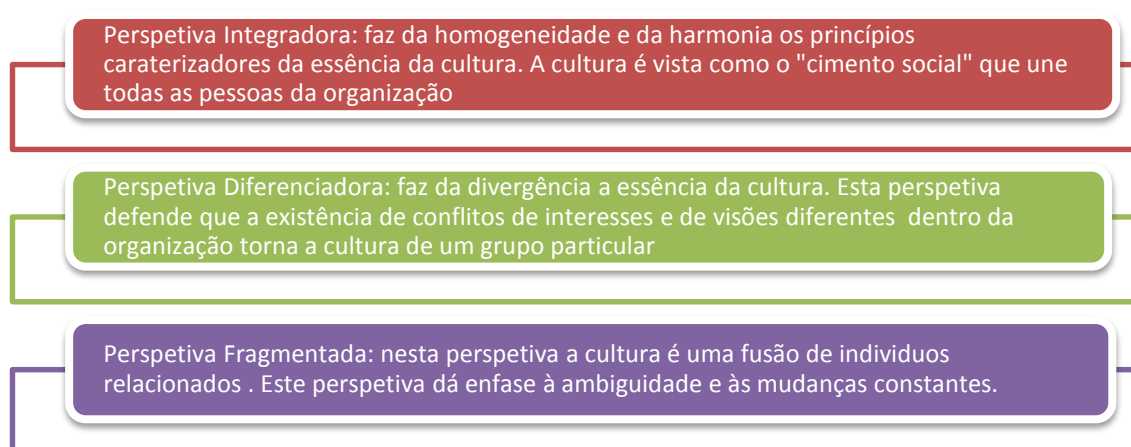 Perspetiva Integradora: faz da homogeneidade e da harmonia os princípios
caraterizadores da essência da cultura. A cultura é vista como o "cimento social" que une
todas as pessoas da organização
Perspetiva Diferenciadora: faz da divergência a essência da cultura. Esta perspetiva
defende que a existência de conflitos de interesses e de visões diferentes  dentro da
organização torna a cultura de um grupo particular
Perspetiva Fragmentada: nesta perspetiva a cultura é uma fusão de individuos
relacionados . Este perspetiva dá enfase à ambiguidade e às mudanças constantes.